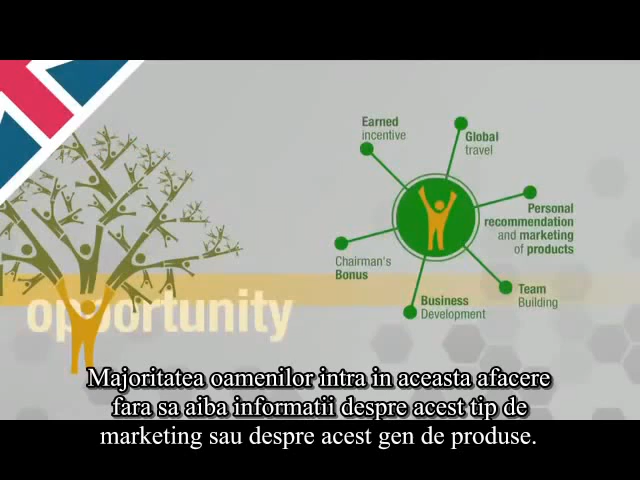 Earned
incentive
Global
travel
Personal
recommendation
and marketing
of products
Chairman's
Bonus
Team
Building
Business
Development
opportunity
Majoritatea oamenilor intra in aceasta afacere
fara sa aiba informatii despre acest tip de
marketing sau despre acest gen de produse.